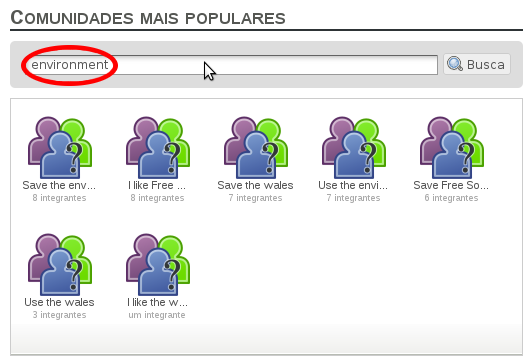 Comunidades mais populares
environment
Busca
Save the env... I like Free ... Save the wales Use the envi... Save Free So...
8 integrantes 8 integrantes 7 integrantes 7 integrantes 6 integrantes
Use the wales I like the w...
3 integrantes um integrante